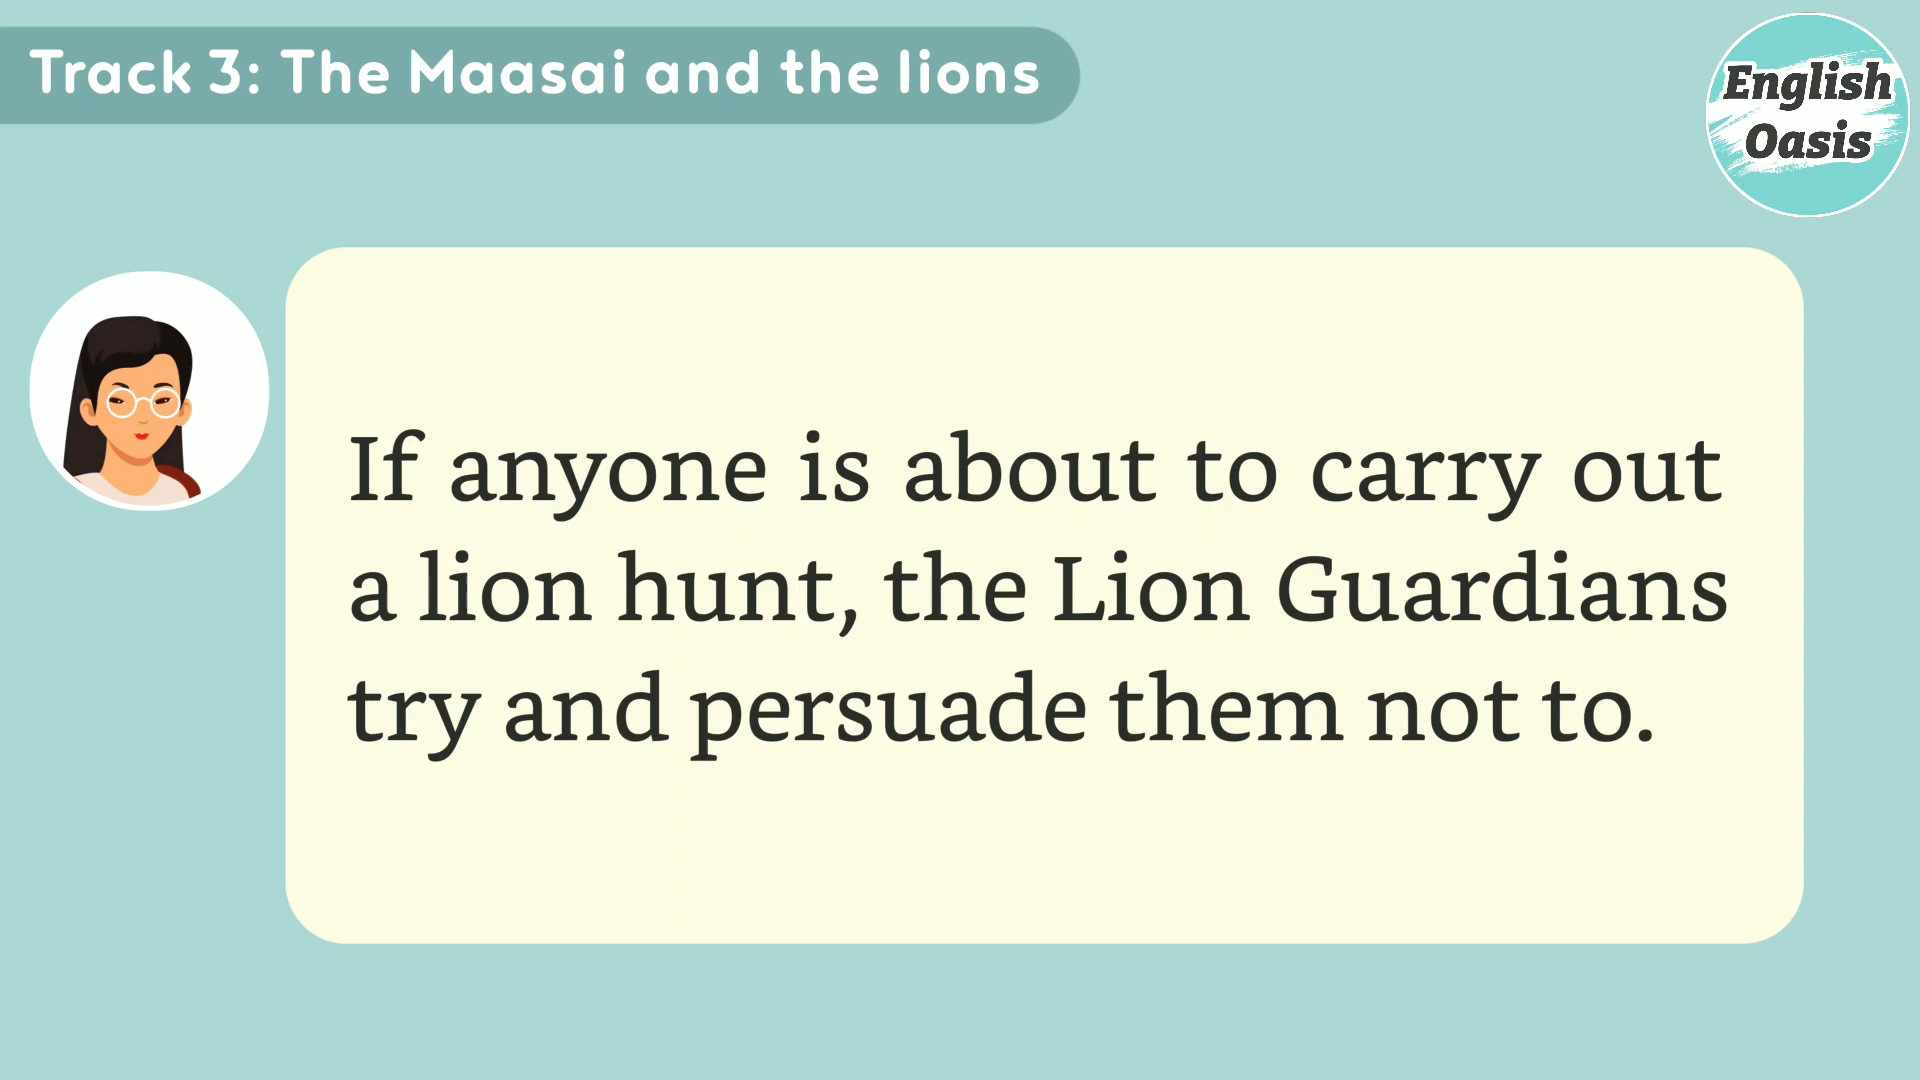 Track 3: The Maasai and the lions
English
Oasis
If anyone is about to carry out
a lion hunt, the Lion Guardians
try and persuade them not to.